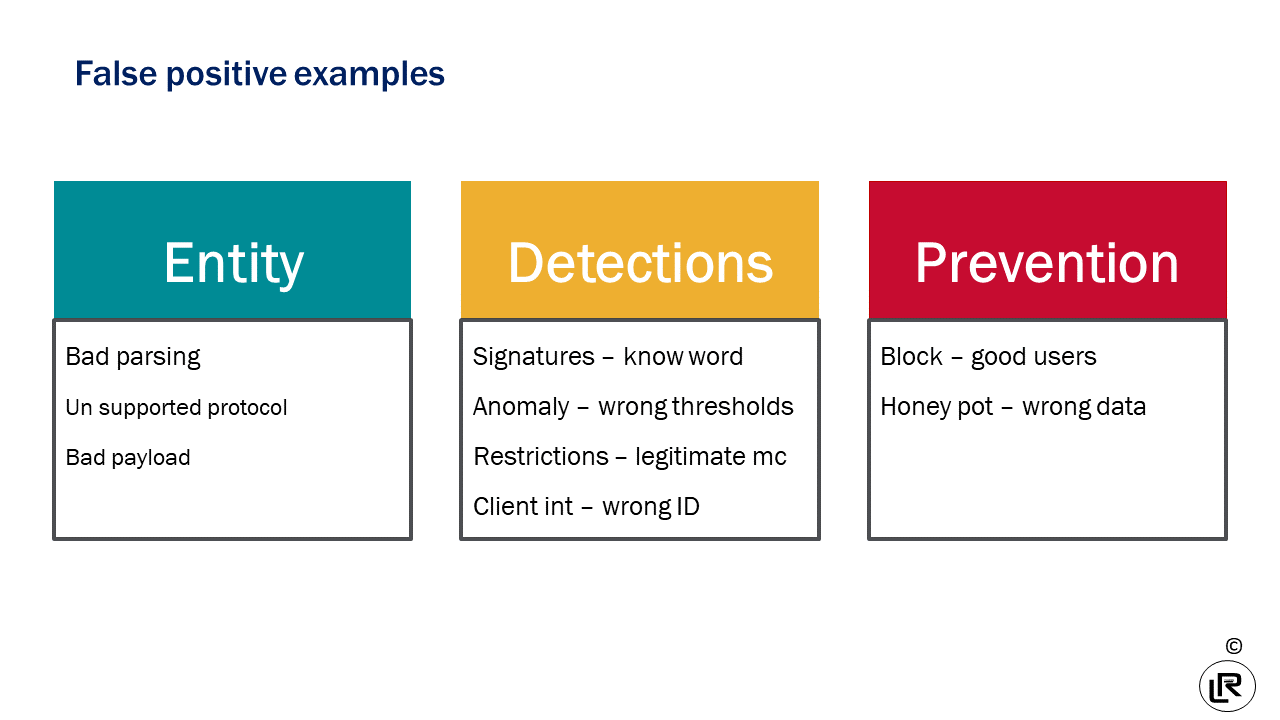 False positive examples
Entity
Bad parsing
Un supported protocol
Bad payload
Detections
Signatures – know word
Anomaly – wrong thresholds
Restrictions – legitimate mc
Client int – wrong ID
Prevention
Block – good users
Honey pot – wrong data
©
LR